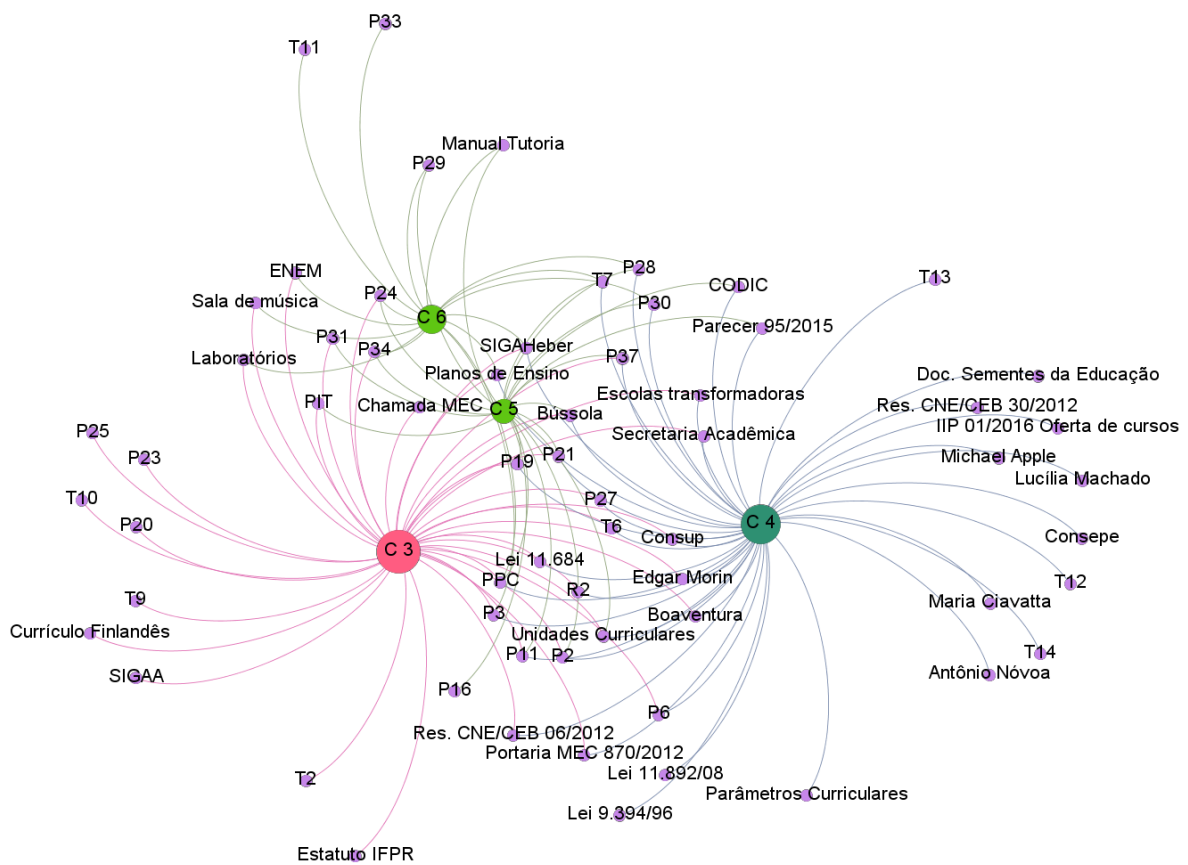 P33
T11
Manual Tutoria
P29
ENEM
P24
T7
P28
CODIC
T13
Sala de música
P30
C 6
Parecer 95/2015
P31
P34
SIGAHeber
Laboratórios
P37
Planos de Ensino
Doc. Sementes da Educação
Escolas transformadoras
PIT
Chamada MEC
C 5
Bússola
Res. CNE/CEB 30/2012
IIP 01/2016 Oferta de cursos
P25
Secretaria Acadêmica
P23
P19
P21
Michael Apple
Lucília Machado
T10
P27
P20
T6
Consup
C 4
Consepe
C 3
Lei 11.684
PPC
R2
Edgar Morin
T12
T9
P3
Boaventura
Maria Ciavatta
Currículo Finlandês
Unidades Curriculares
P11
P2
T14
SIGAA
Antônio Nóvoa
P16
P6
Res. CNE/CEB 06/2012
Portaria MEC 870/2012
T2
Lei 11.892/08
Parâmetros Curriculares
Lei 9.394/96
Estatuto IFPR